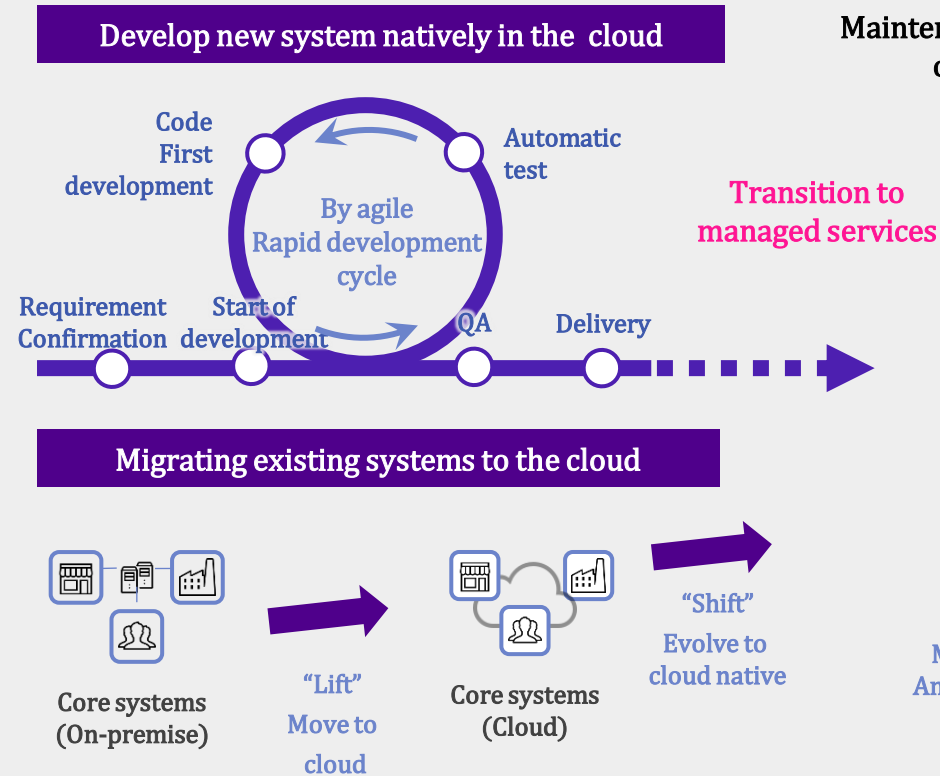 Develop new system natively in the cloud
Code
First
development
Automatic
test
By agile
Rapid development
cycle
Transition to
managed services
Requirement
Confirmation
Start of
development
QA
Delivery
Migrating existing systems to the cloud
Core systems
(On-premise)
“Lift”
Move to
cloud
Core systems
(Cloud)
“Shift”
Evolve to
cloud native